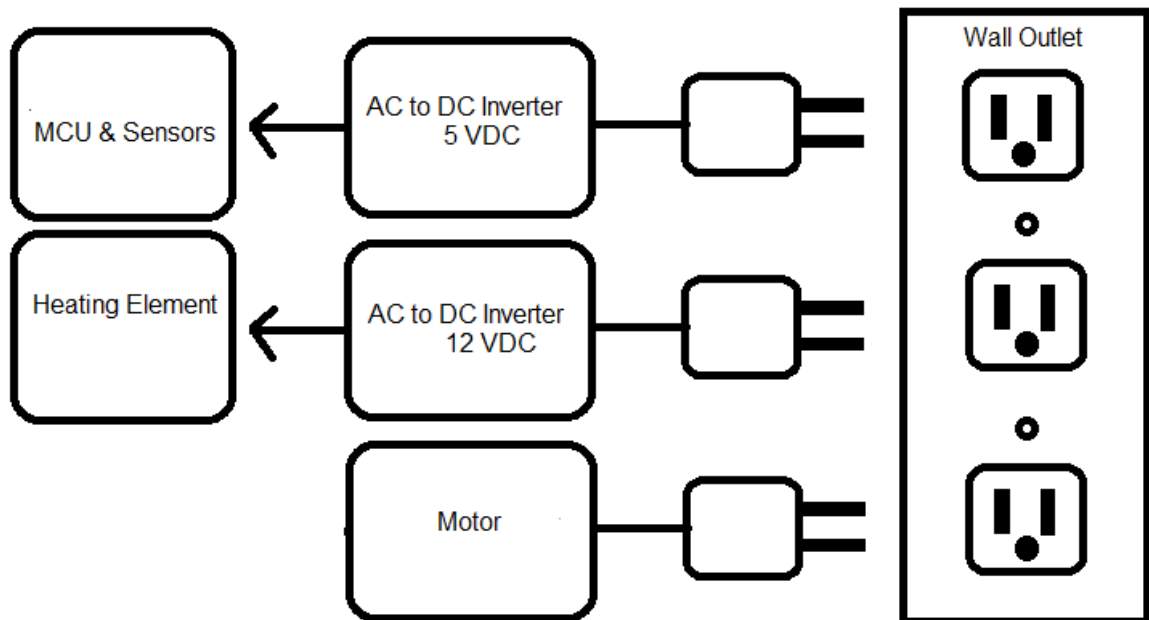 Wall Outlet
MCU & Sensors
AC to DC Inverter
5 VDC
Heating Element
AC to DC Inverter
12 VDC
Motor